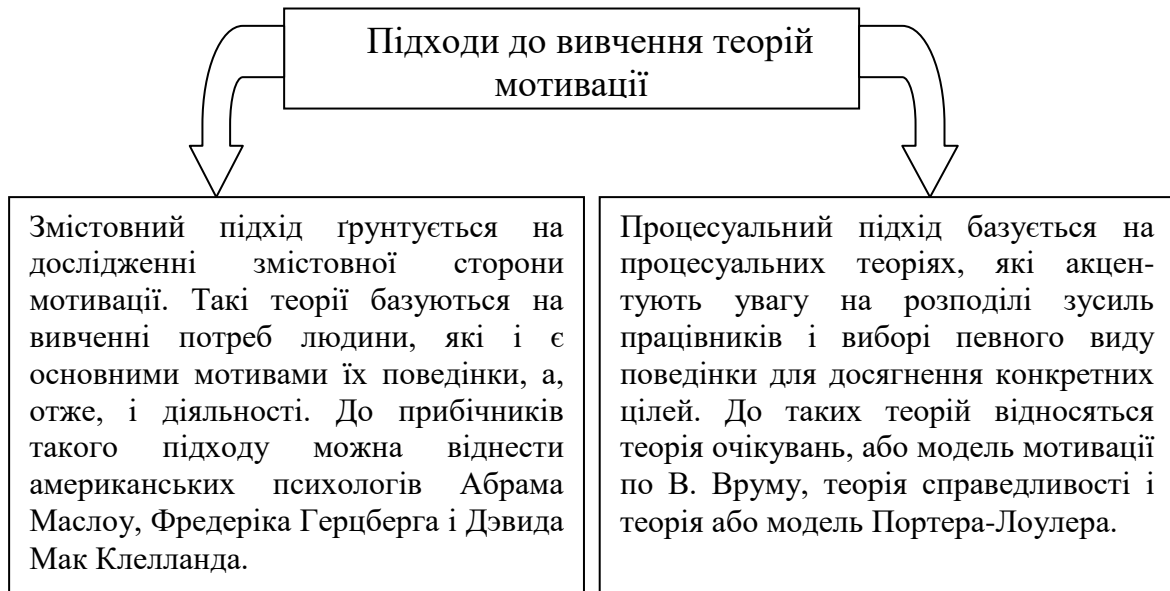 Підходи до вивчення теорій
мотивації
Змістовний підхід ґрунтується на
дослідженні змістовної сторони
мотивації. Такі теорії базуються на
вивченні потреб людини, які і є
основними мотивами їх поведінки, а,
отже, і діяльності. До прибічників
такого підходу можна віднести
американських психологів Абрама
Маслоу, Фредеріка Герцберга і Дэвида
Мак Клелланда.
Процесуальний підхід базується на
процесуальних теоріях, які акцен-
тують увагу на розподілі зусиль
працівників і виборі певного виду
поведінки для досягнення конкретних
цілей. До таких теорій відносяться
теорія очікувань, або модель мотивації
по В. Вруму, теорія справедливості і
теорія або модель Портера-Лоулера.